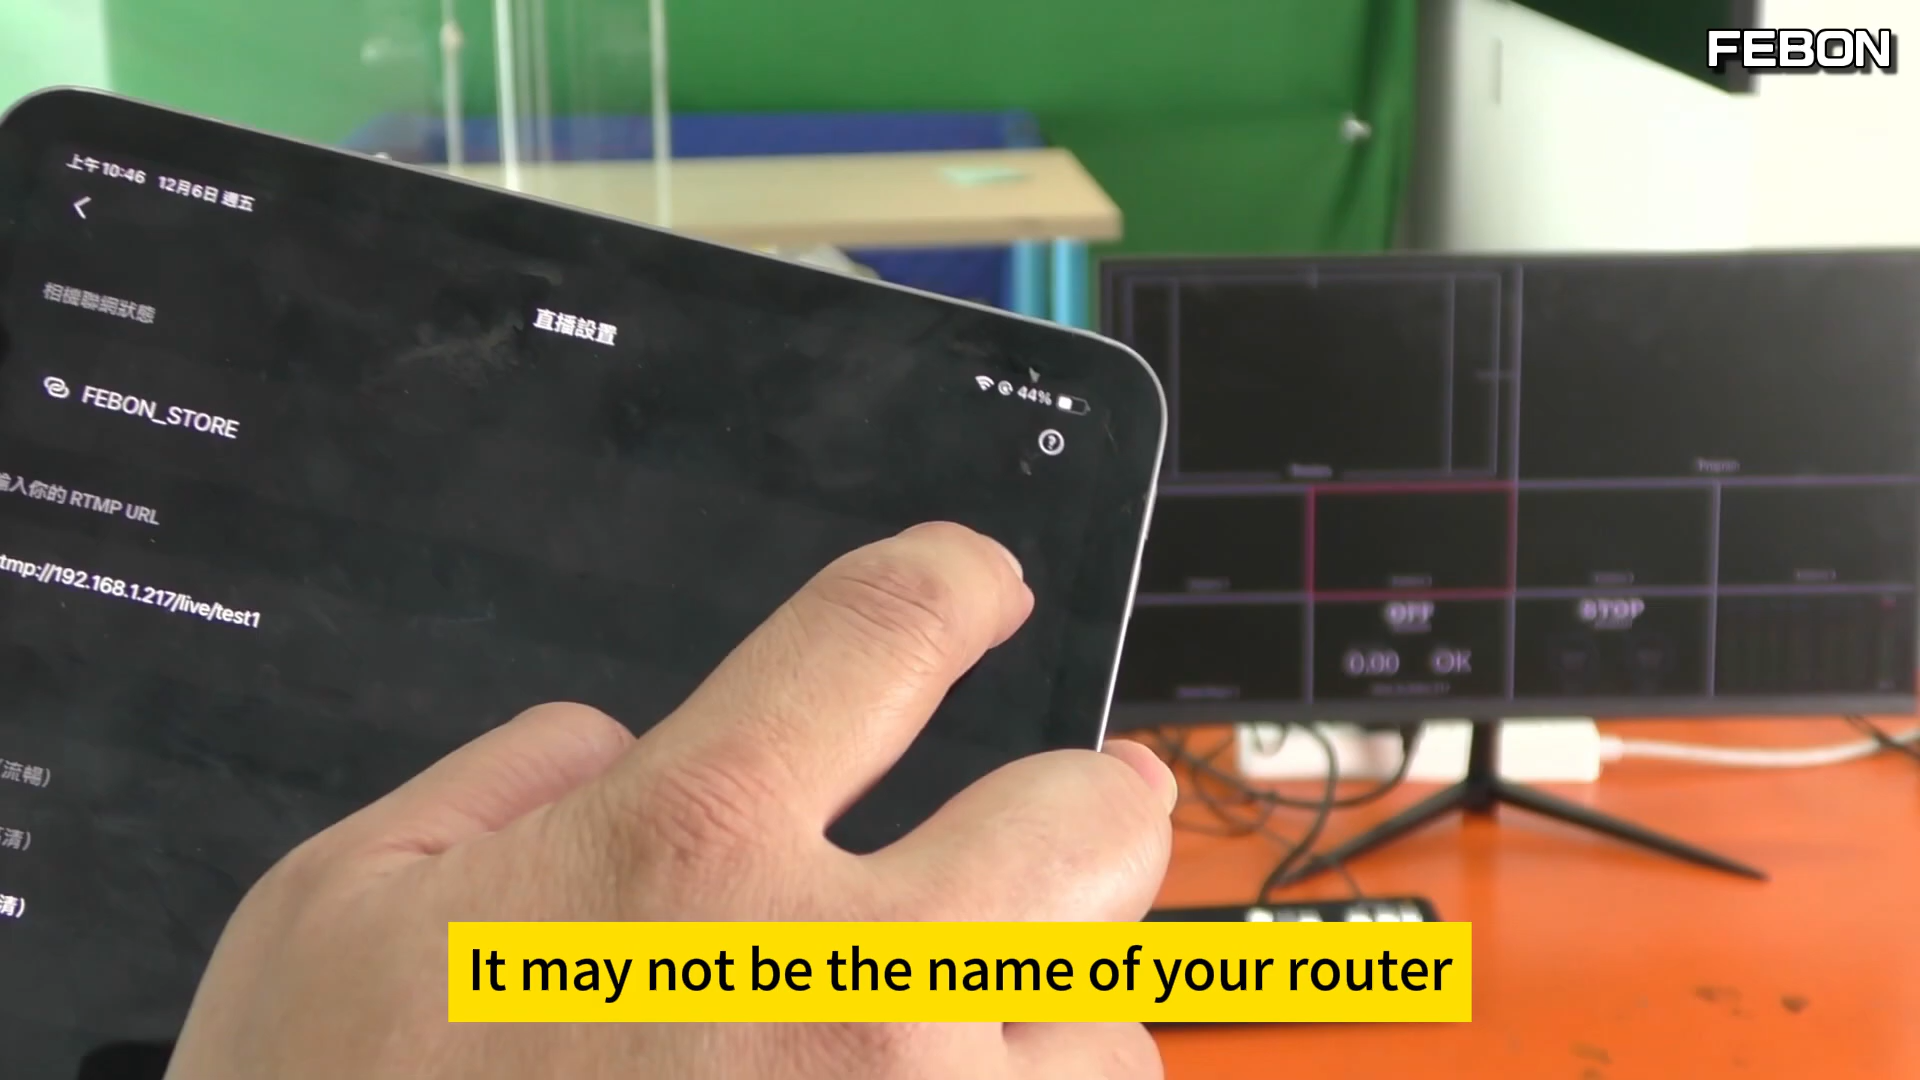 FEBON
上午10:46 12月6日 週五
相機聯網狀態
直播設置
44%
FEBON_STORE
輸入你的 RTMP URL
tmp://192.168.1.217/live/test1
流暢）
清）
清）
OFF
STOP
0.00 OK
It may not be the name of your router